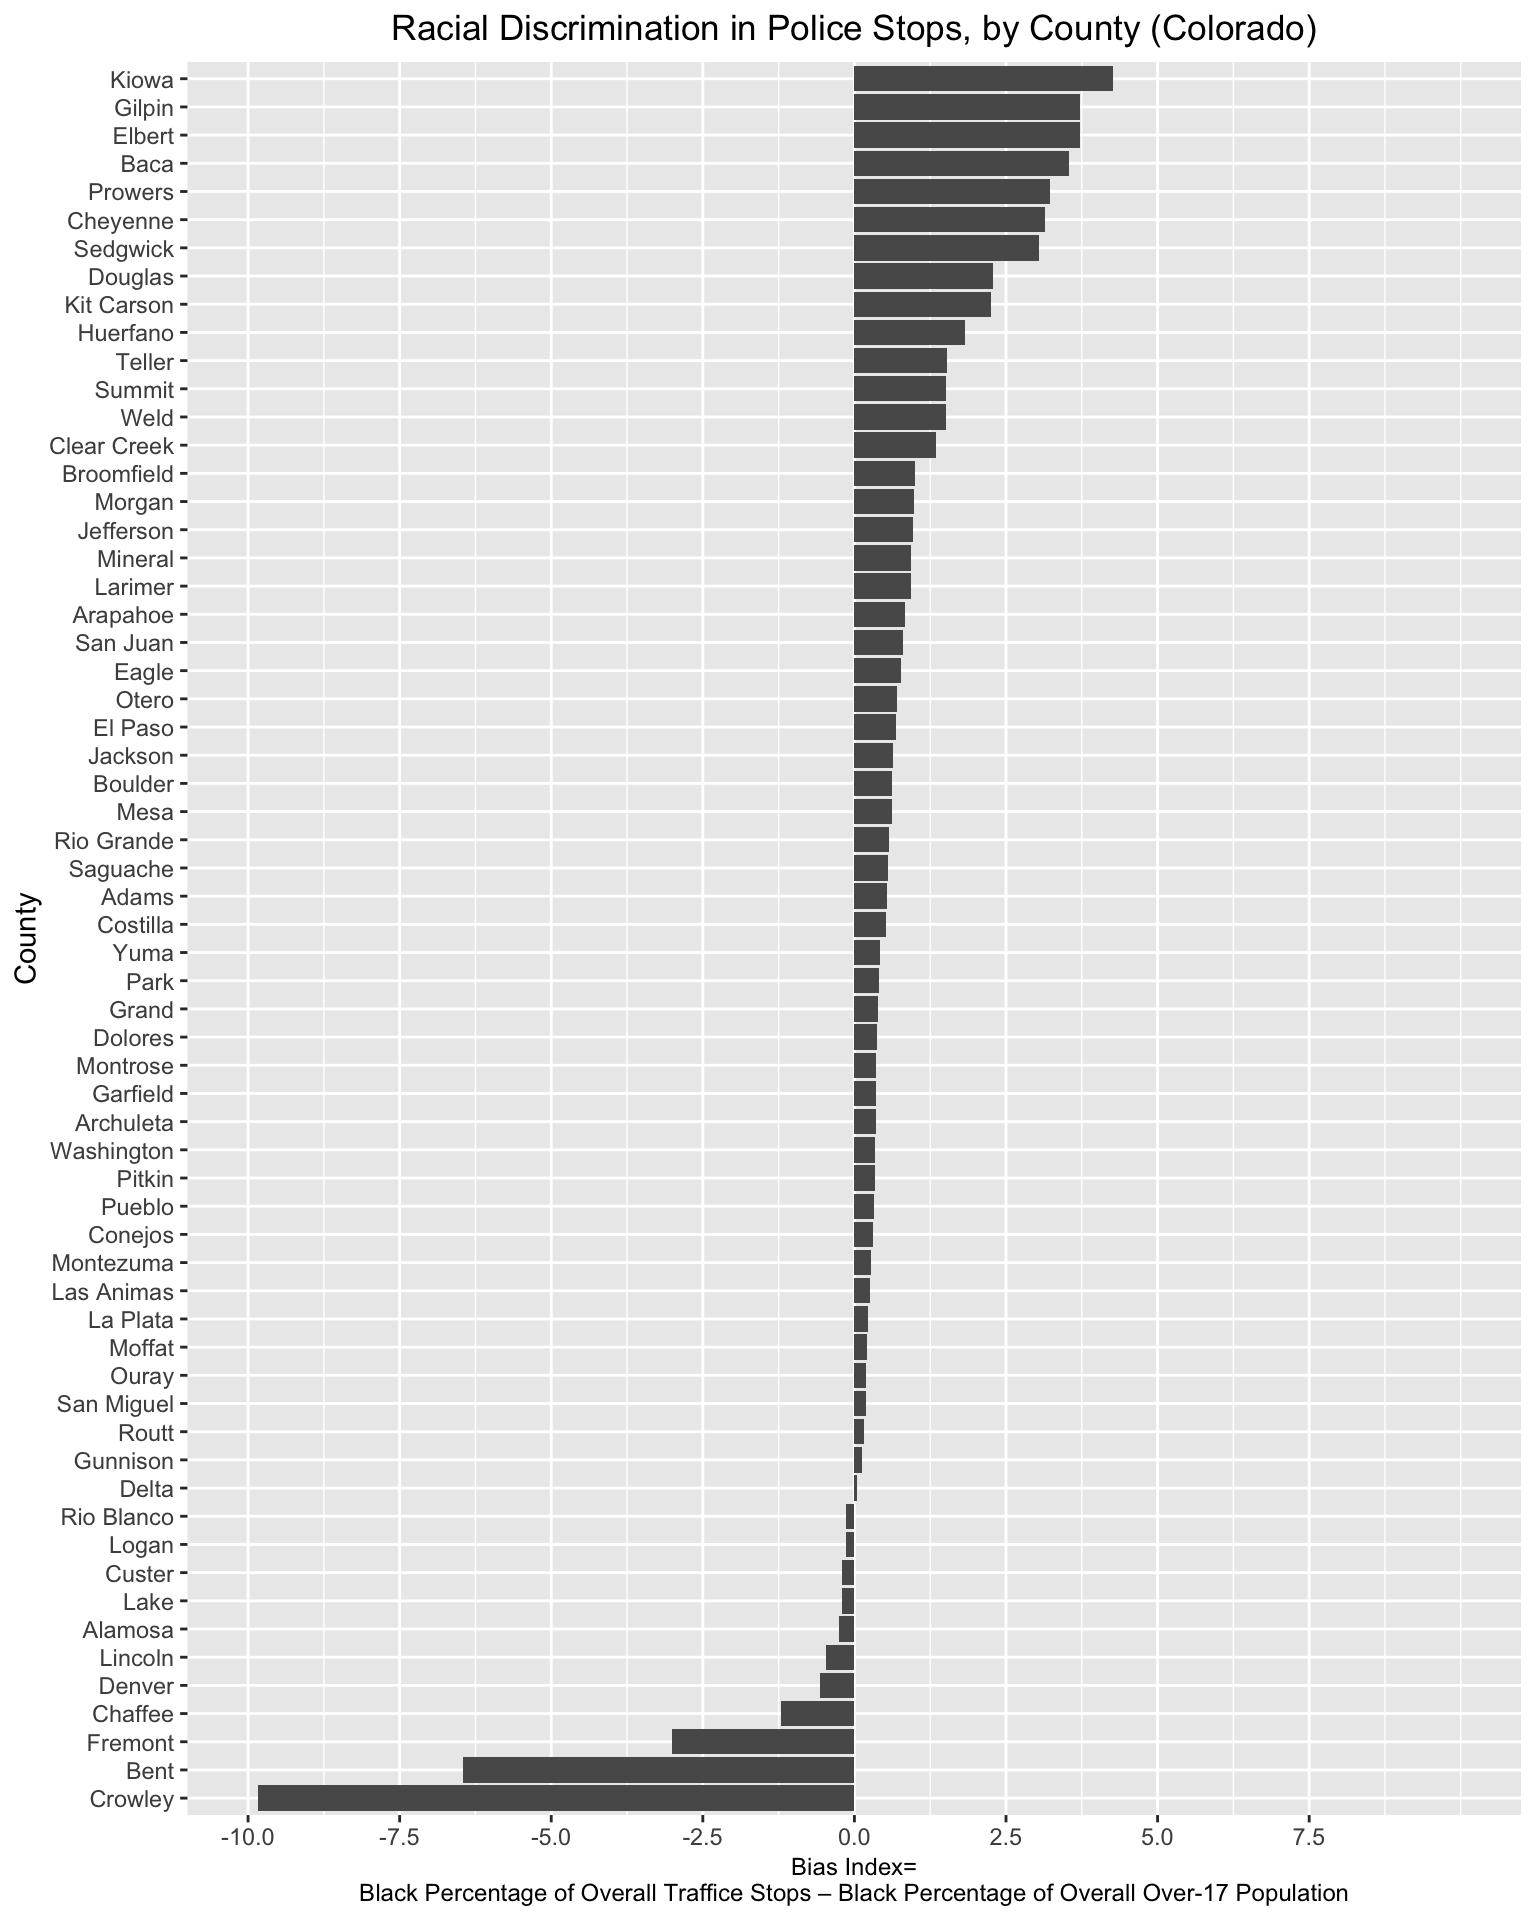 Racial Discrimination in Police Stops, by County (Colorado)
Kiowa
Gilpin
Elbert
Baca
Prowers
Cheyenne
Sedgwick
Douglas
Kit Carson
Huerfano
Teller
Summit
Weld
Clear Creek
Broomfield
Morgan
Jefferson
Mineral
Larimer
Arapahoe
San Juan
Eagle
Otero
El Paso
Jackson
Boulder
Mesa
Rio Grande
Saguache
Adams
Costilla
Yuma
Park
Grand
Dolores
Montrose
Garfield
Archuleta
Washington
Pitkin
Pueblo
Conejos
Montezuma
Las Animas
La Plata
Moffat
Ouray
San Miguel
Routt
Gunnison
Delta
Rio Blanco
Logan
Custer
Lake
Alamosa
Lincoln
Denver
Chaffee
Fremont
Bent
Crowley
County
-10.0 -7.5 -5.0 -2.5 0.0 2.5 5.0 7.5
Bias Index=
Black Percentage of Overall Traffice Stops – Black Percentage of Overall Over-17 Population